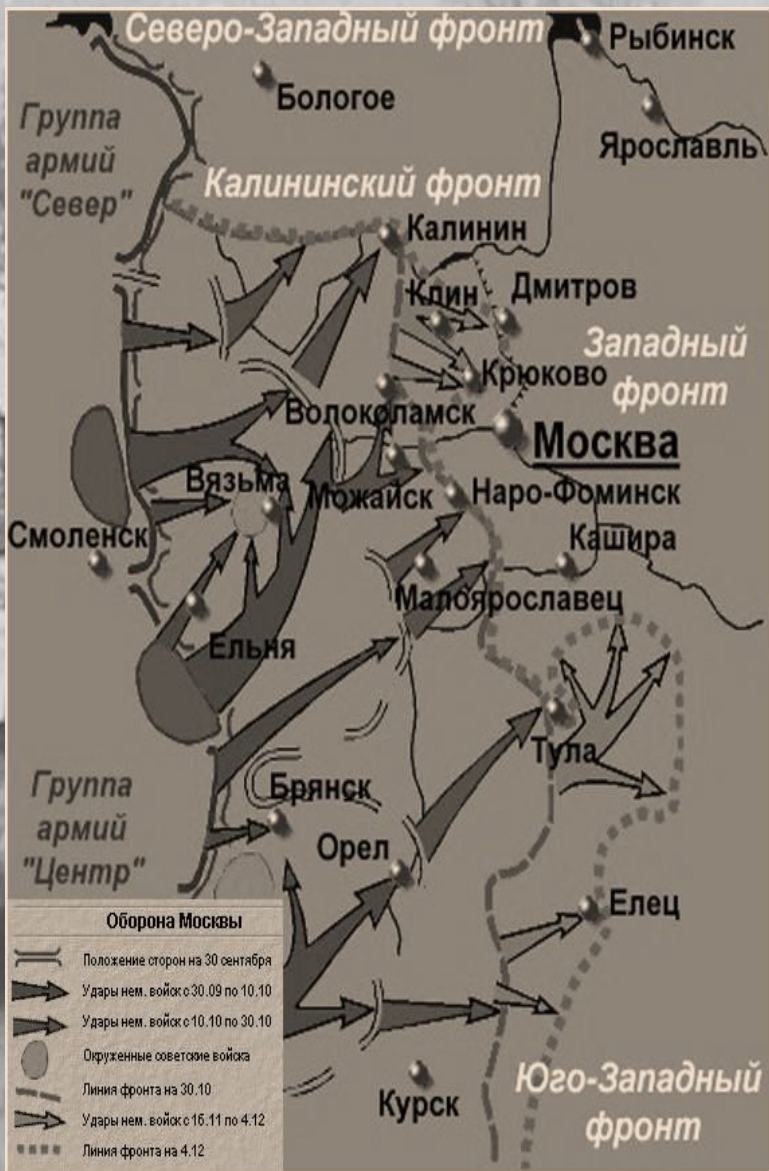 Северо-Западный фронт
Рыбинск
Бологое
Ярославль
Группа
армий
"Север"
Калининский фронт
Калинин
Клин
Дмитров
Западный
фронт
Крюково
Волоколамск
Москва
Вязьма
Можайск
Наро-Фоминск
Смоленск
Кашира
Малоярославец
Ельня
Тула
Группа
армий
"Центр"
Брянск
Орел
Елец
Курск
Юго-Западный
фронт
Оборона Москвы
Положение сторон на 30 сентября
Удары нем. войск с 30.09 по 10.10
Удары нем. войск с 10.10 по 30.10
Окруженные советские войска
Линия фронта на 30.10
Удары нем. войск с 16.11 по 4.12
Линия фронта на 4.12